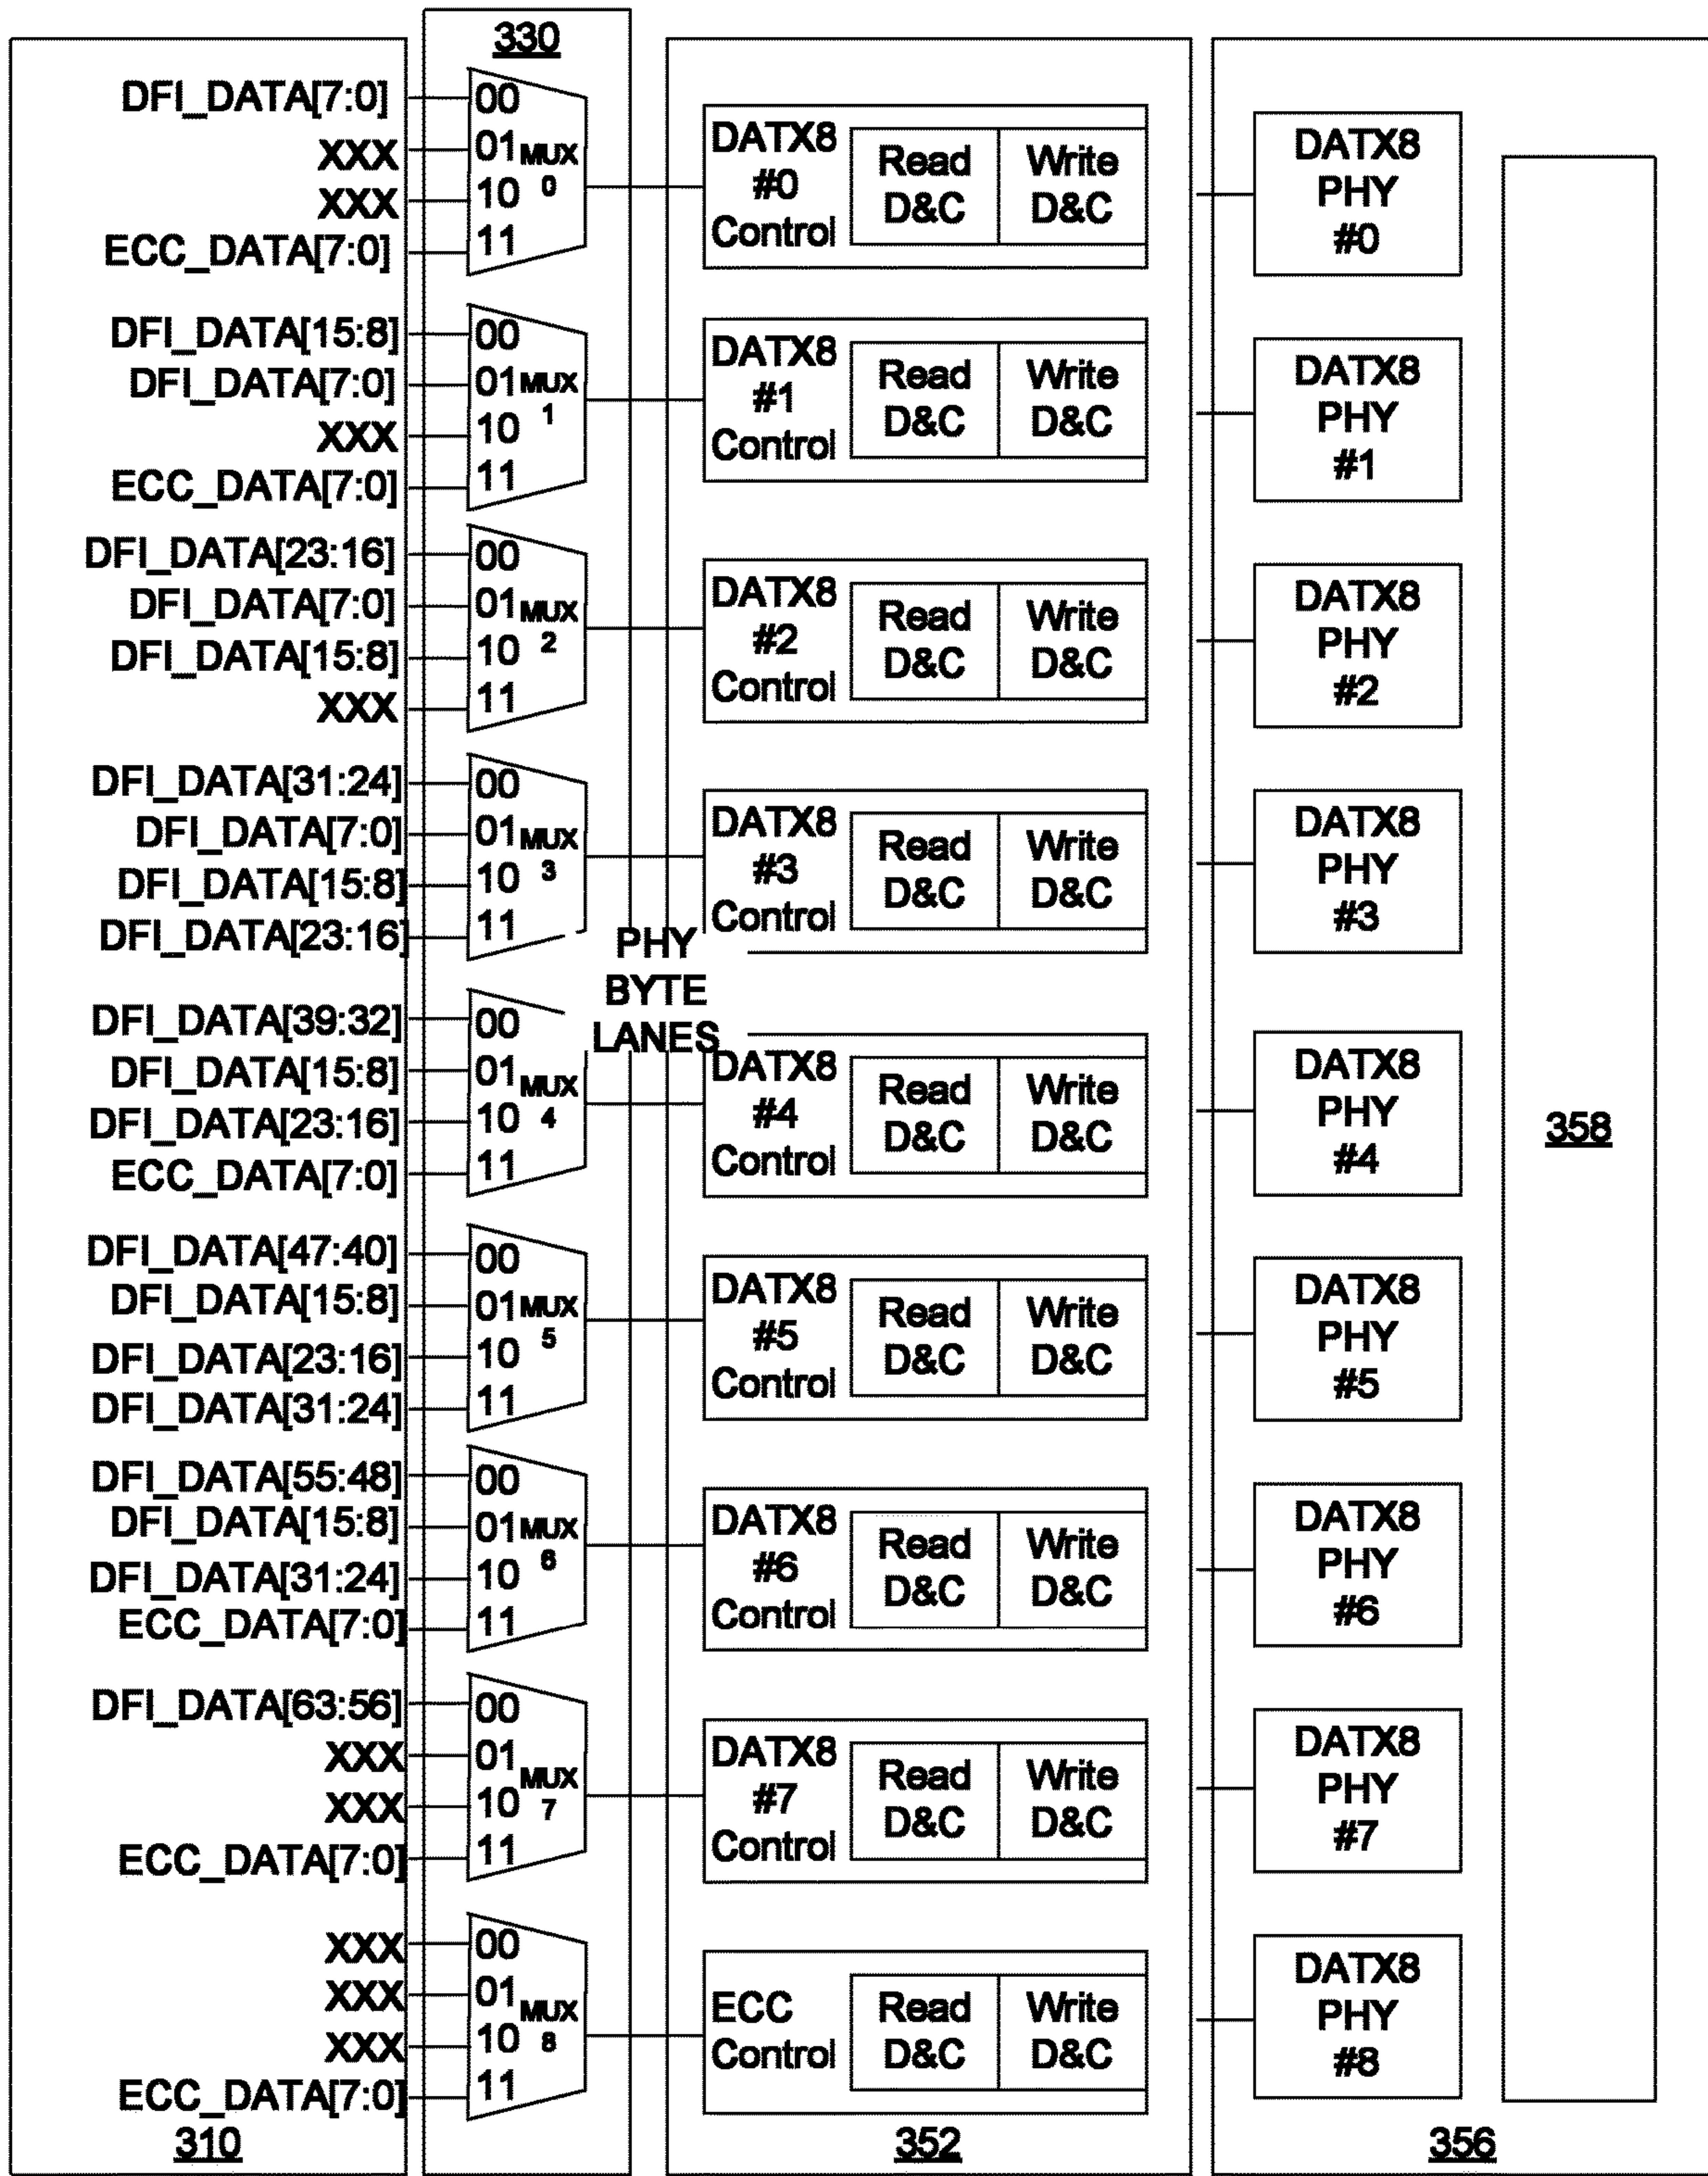 330
DFI_DATA[7:0]
XXX
XXX
ECC_DATA[7:0]
00
01
10
11
MUX
0
DATX8
#0
Control
Read
D&C
Write
D&C
DATX8
PHY
#0
DFI_DATA[15:8]
DFI_DATA[7:0]
XXX
ECC_DATA[7:0]
00
01
10
11
MUX
1
DATX8
#1
Control
Read
D&C
Write
D&C
DATX8
PHY
#1
DFI_DATA[23:16]
DFI_DATA[7:0]
DFI_DATA[15:8]
XXX
00
01
10
11
MUX
2
DATX8
#2
Control
Read
D&C
Write
D&C
DATX8
PHY
#2
DFI_DATA[31:24]
DFI_DATA[7:0]
DFI_DATA[15:8]
DFI_DATA[23:16]
00
01
10
11
MUX
3
DATX8
#3
Control
Read
D&C
Write
D&C
DATX8
PHY
#3
PHY
BYTE
LANES
DFI_DATA[39:32]
DFI_DATA[15:8]
DFI_DATA[23:16]
ECC_DATA[7:0]
00
01
10
11
MUX
4
DATX8
#4
Control
Read
D&C
Write
D&C
DATX8
PHY
#4
358
DFI_DATA[47:40]
DFI_DATA[15:8]
DFI_DATA[23:16]
DFI_DATA[31:24]
00
01
10
11
MUX
5
DATX8
#5
Control
Read
D&C
Write
D&C
DATX8
PHY
#5
DFI_DATA[55:48]
DFI_DATA[15:8]
DFI_DATA[31:24]
ECC_DATA[7:0]
00
01
10
11
MUX
6
DATX8
#6
Control
Read
D&C
Write
D&C
DATX8
PHY
#6
DFI_DATA[63:56]
XXX
XXX
ECC_DATA[7:0]
00
01
10
11
MUX
7
DATX8
#7
Control
Read
D&C
Write
D&C
DATX8
PHY
#7
XXX
XXX
XXX
ECC_DATA[7:0]
00
01
10
11
MUX
8
ECC
Control
Read
D&C
Write
D&C
DATX8
PHY
#8
310
352
356